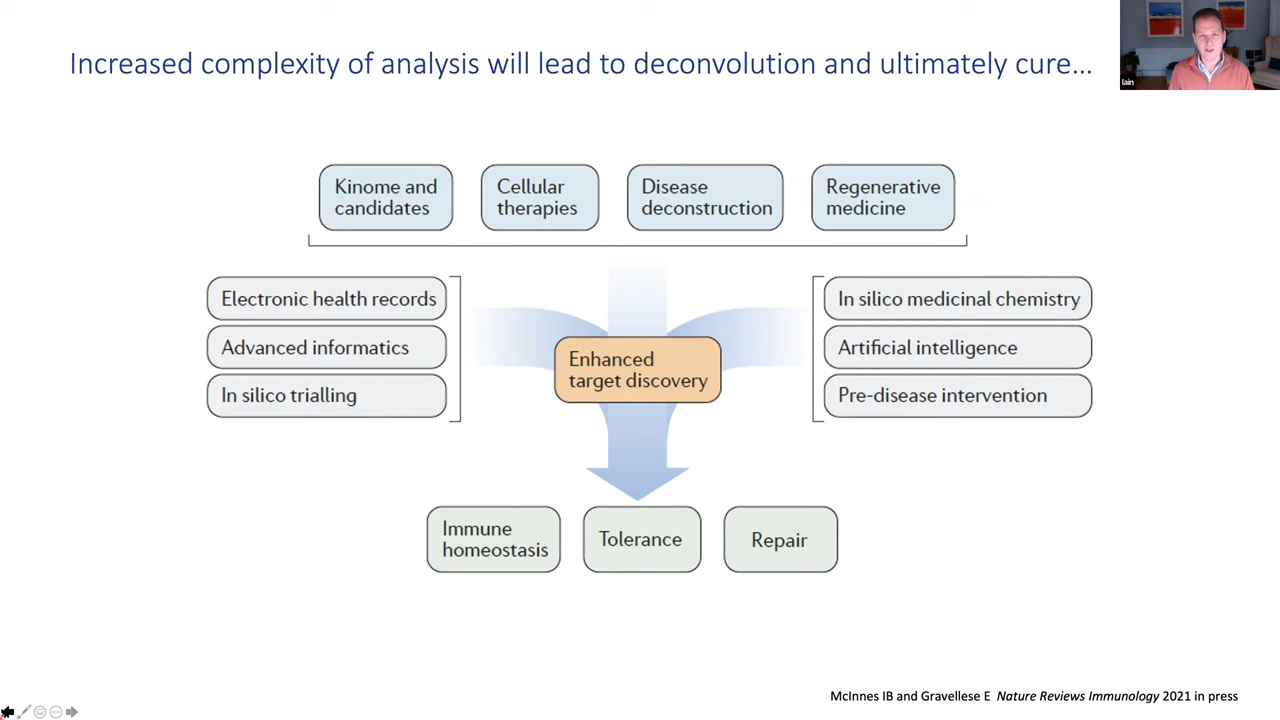 Increased complexity of analysis will lead to deconvolution and ultimately cure...
Iain
Kinome and
candidates
Cellular
therapies
Disease
deconstruction
Regenerative
medicine
Electronic health records
Advanced informatics
In silico trialling
In silico medicinal chemistry
Artificial intelligence
Pre-disease intervention
Enhanced
target discovery
Immune
homeostasis
Tolerance
Repair
McInnes IB and Gravellese E Nature Reviews Immunology 2021 in press